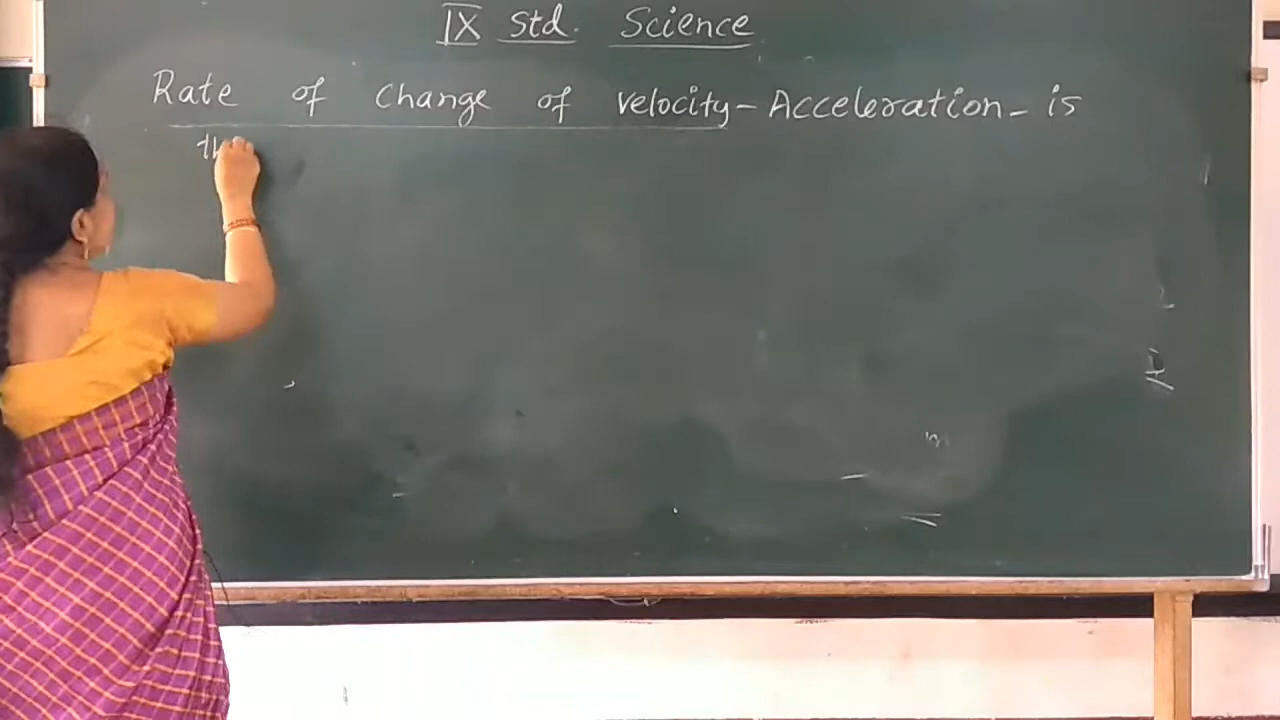 IX Std. Science
Rate of change of velocity - Acceleration - is